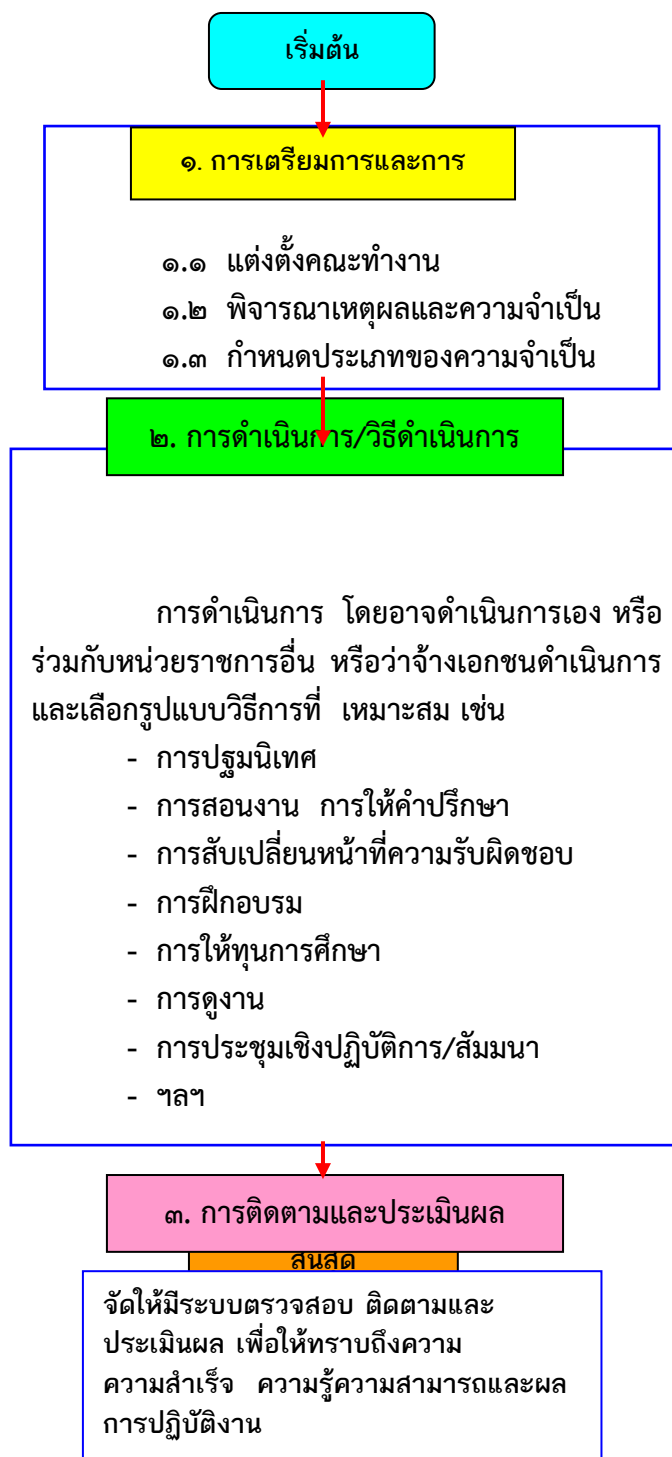 เริ่มต้น
๑. การเตรียมการและการ
๑.๑ แต่งตั้งคณะทำงาน
๑.๒ พิจารณาเหตุผลและความจำเป็น
๑.๓ กำหนดประเภทของความจำเป็น
๒. การดำเนินการ/วิธีดำเนินการ
การดำเนินการ โดยอาจดำเนินการเอง หรือ
ร่วมกับหน่วยราชการอื่น หรือว่าจ้างเอกชนดำเนินการ
และเลือกรูปแบบวิธีการที่ เหมาะสม เช่น
- การปฐมนิเทศ
- การสอนงาน การให้คำปรึกษา
- การสับเปลี่ยนหน้าที่ความรับผิดชอบ
- การฝึกอบรม
- การให้ทุนการศึกษา
- การดูงาน
- การประชุมเชิงปฏิบัติการ/สัมมนา
- ฯลฯ
๓. การติดตามและประเมินผล
จัดให้มีระบบตรวจสอบ ติดตามและ
ประเมินผล เพื่อให้ทราบถึงความ
ความสำเร็จ ความรู้ความสามารถและผล
การปฏิบัติงาน